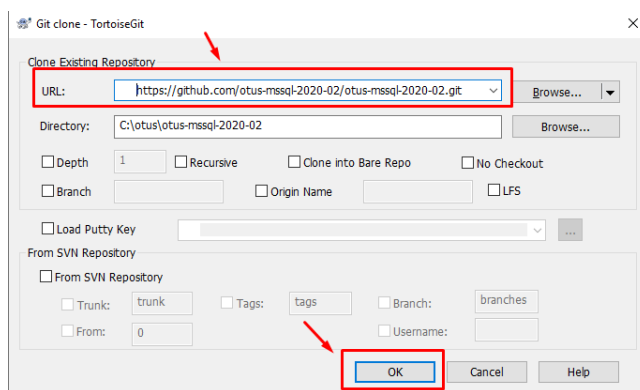 Git clone - TortoiseGit
Clone Existing Repository
URL: https://github.com/otus-mssql-2020-02/otus-mssql-2020-02.git Browse...
Directory: C:\otus\otus-mssql-2020-02 Browse...
Depth 1 Recursive Clone into Bare Repo No Checkout
Branch Origin Name LFS
Load Putty Key ...
From SVN Repository
From SVN Repository
Trunk: trunk Tags: tags Branch: branches
From: 0 Username:
OK Cancel Help